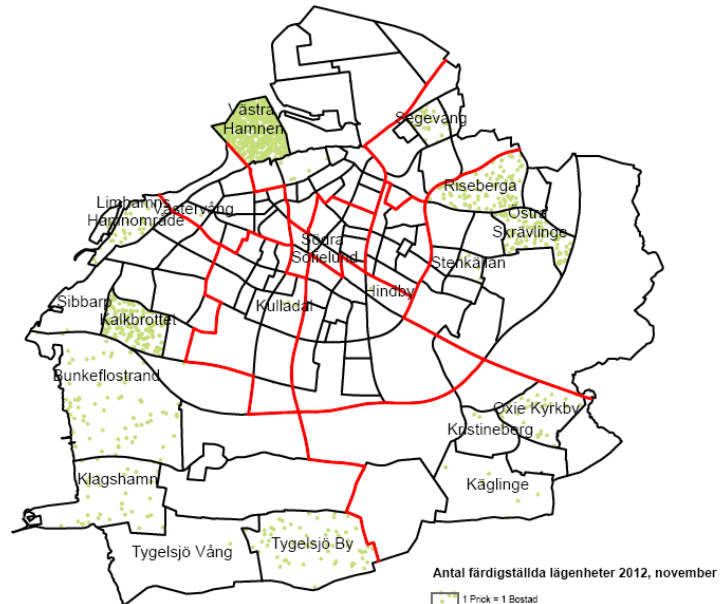 Västra
Hamnen
Segevång
Riseberga
Limhamns
Hamnområde
Västervång
Östra
Skrävlinge
Södra
Sofielund
Stenkällan
Hindby
Sibbarp
Kulladal
Kalkbrottet
Bunkeflostrand
Oxie Kyrkby
Kristineborg
Klagshamn
Käglinge
Tygelsjö Vång
Tygelsjö By
Antal färdigställda lägenheter 2012, november
1 Prick = 1 Bostad